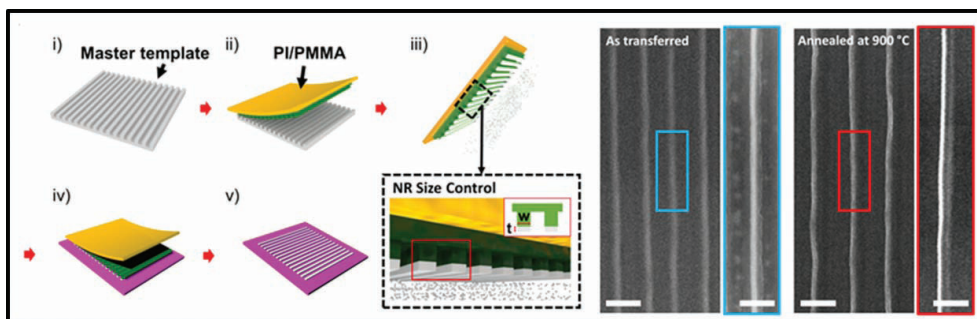 i)
Master template
ii)
PI/PMMA
iii)
iv)
v)
NR Size Control
w
t
As transferred
Annealed at 900 °C